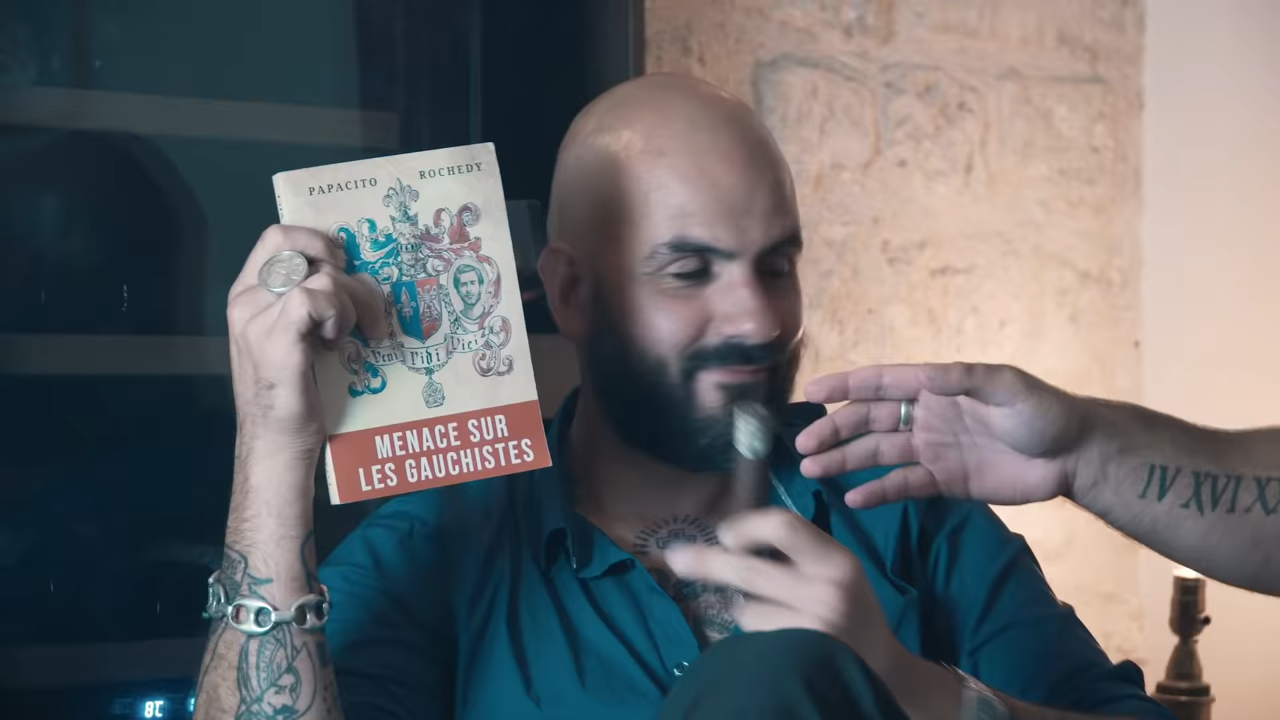 PAPACITO ROCHEDY
Veni Vidi Vici
MENACE SUR
LES GAUCHISTES
IV XVI